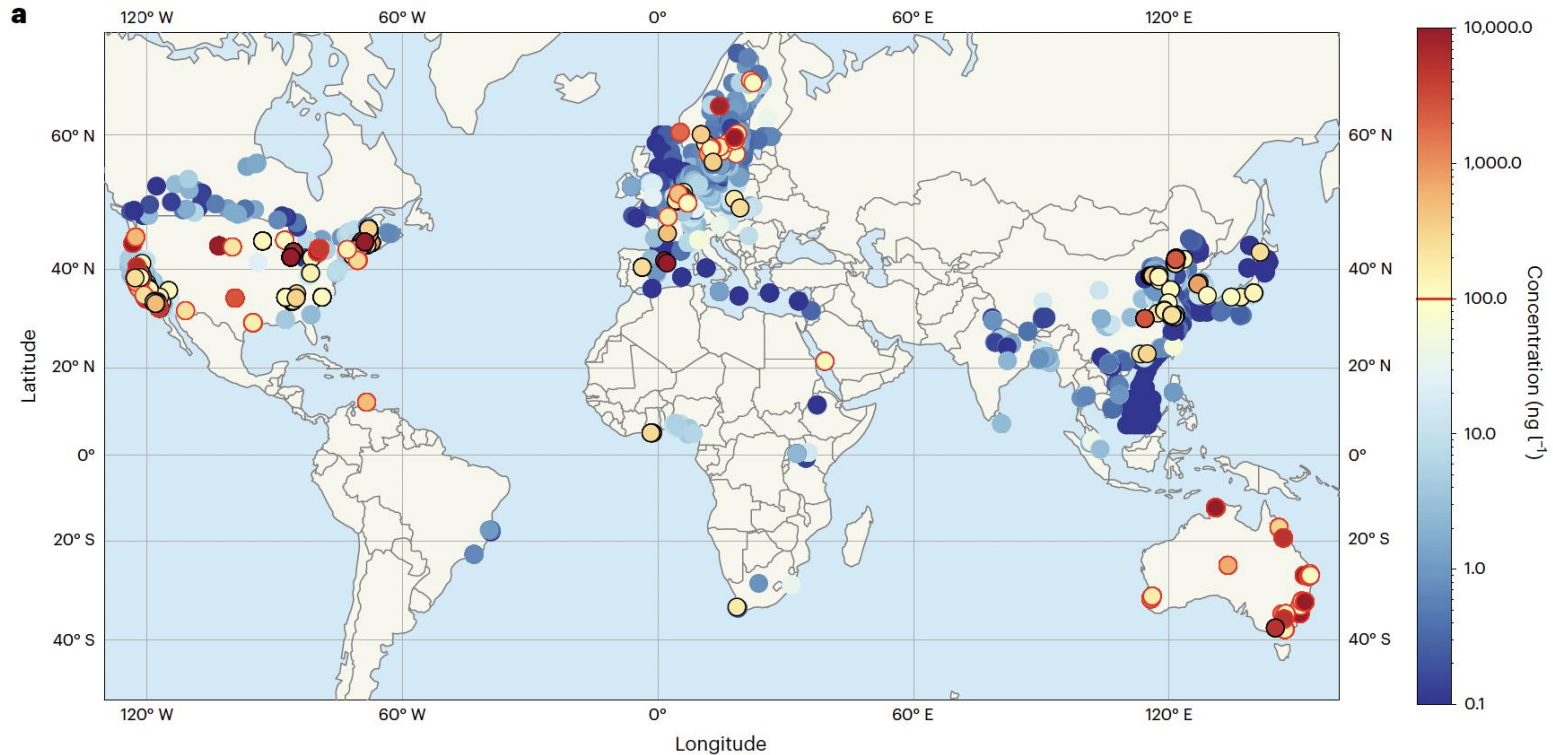 a
120° W 60° W 0° 60° E 120° E
60° N 60° N
40° N 40° N
20° N 20° N
0° 0°
20° S 20° S
40° S 40° S
120° W 60° W 0° 60° E 120° E
Latitude
Longitude
10,000.0
1,000.0
100.0
10.0
1.0
0.1
Concentration (ng l⁻¹)